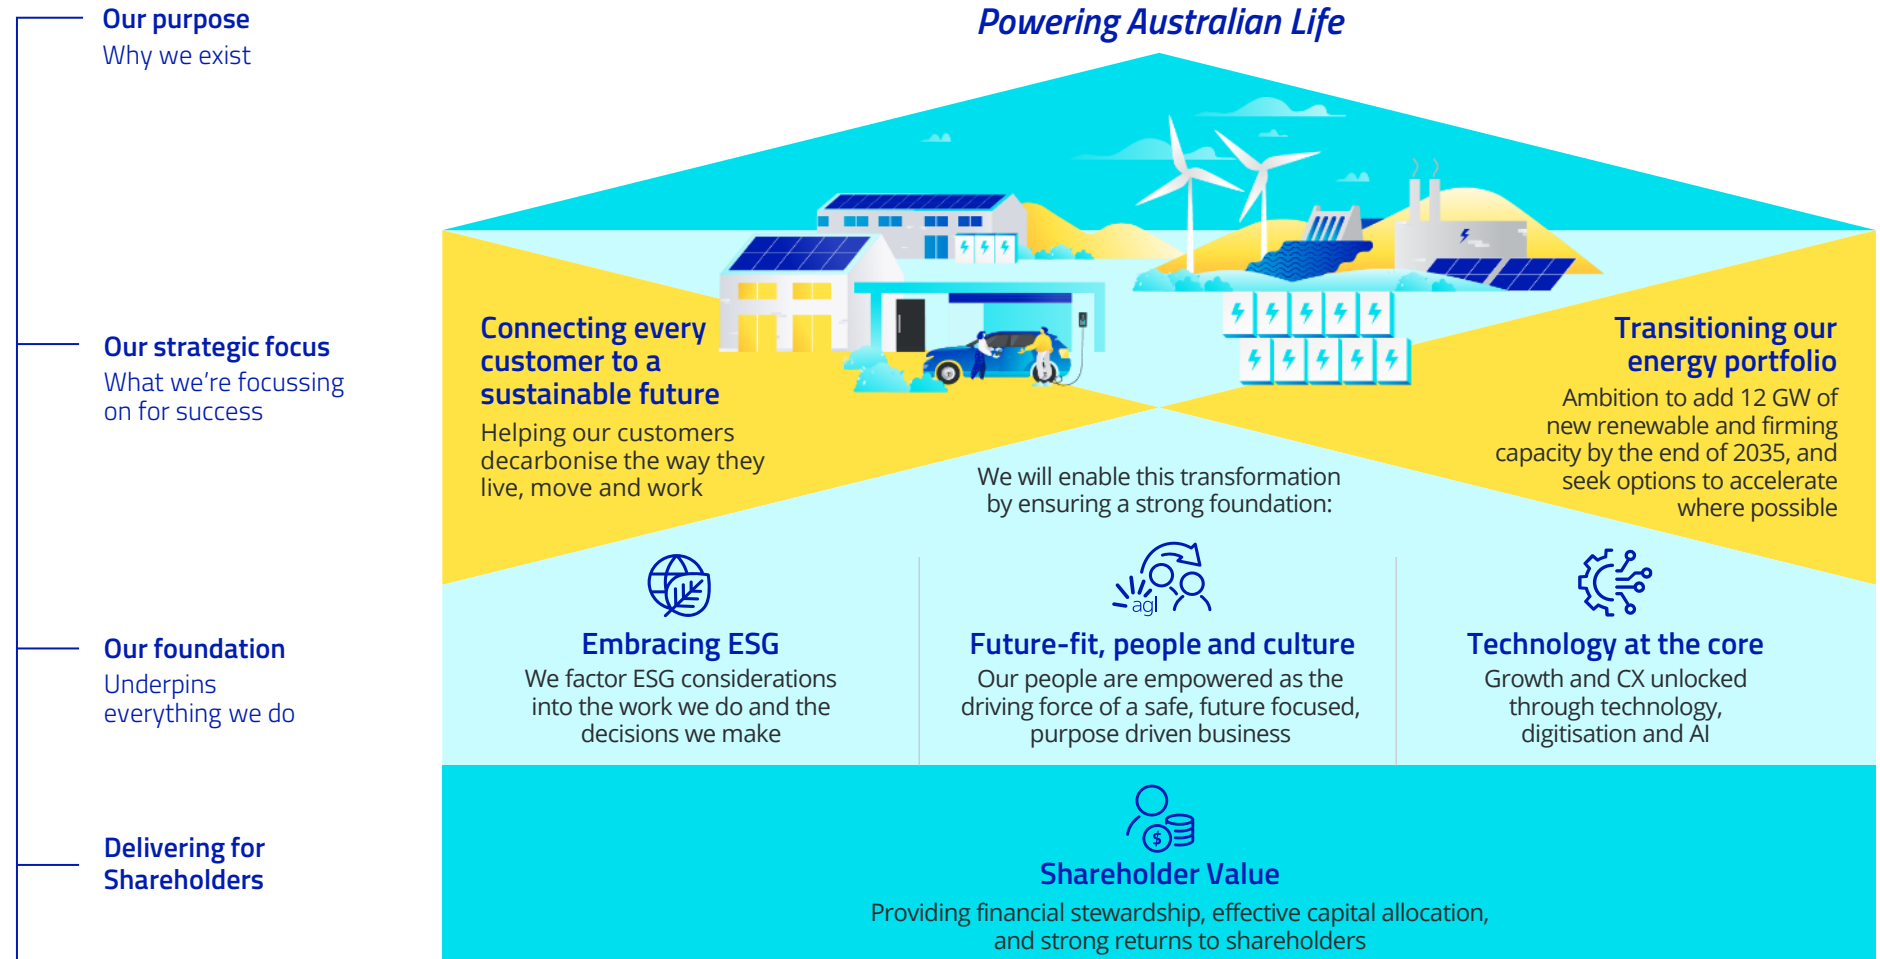 Our purpose
Why we exist
Powering Australian Life
Our strategic focus
What we're focussing
on for success
Connecting every
customer to a
sustainable future
Helping our customers
decarbonise the way they
live, move and work
Transitioning our
energy portfolio
Ambition to add 12 GW of
new renewable and firming
capacity by the end of 2035, and
seek options to accelerate
where possible
We will enable this transformation
by ensuring a strong foundation:
Our foundation
Underpins
everything we do
Embracing ESG
We factor ESG considerations
into the work we do and the
decisions we make
agl
Future-fit, people and culture
Our people are empowered as the
driving force of a safe, future focused,
purpose driven business
Technology at the core
Growth and CX unlocked
through technology,
digitisation and AI
Delivering for
Shareholders
$
Shareholder Value
Providing financial stewardship, effective capital allocation,
and strong returns to shareholders